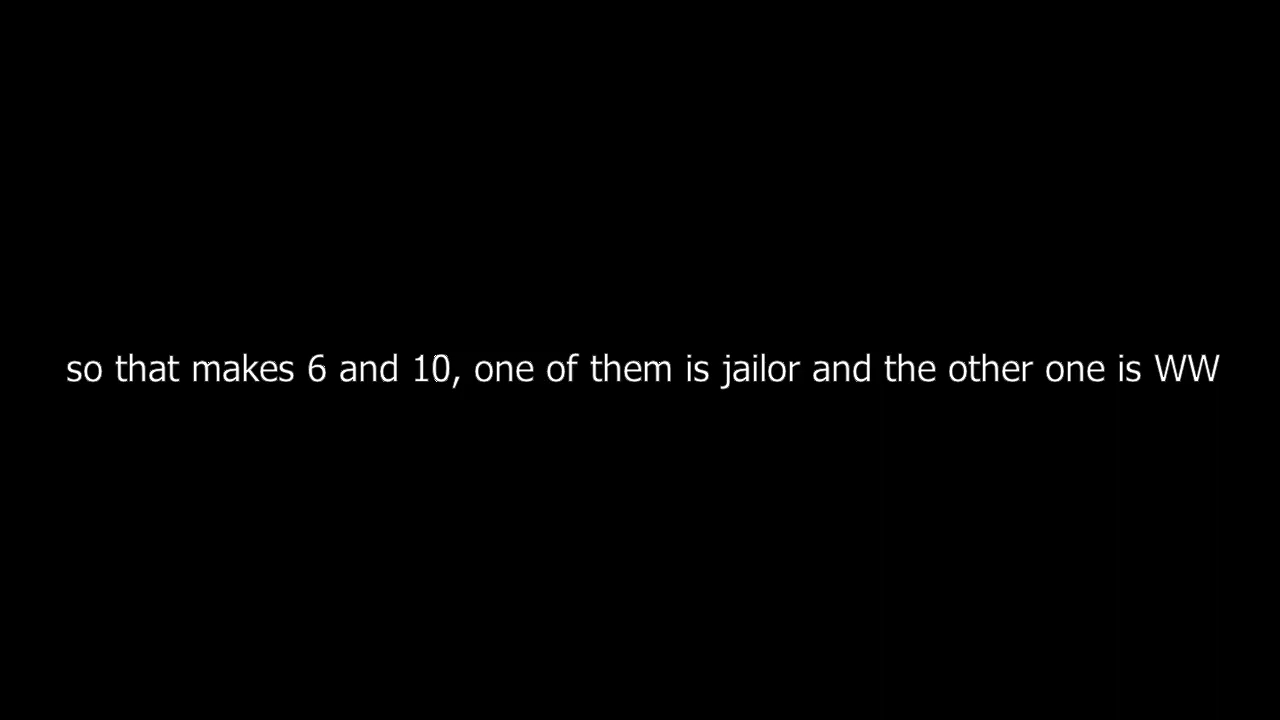 so that makes 6 and 10, one of them is jailor and the other one is WW